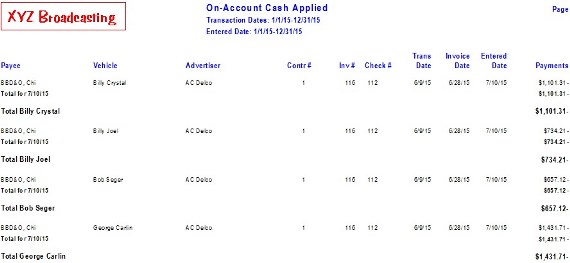 XYZ Broadcasting
On-Account Cash Applied
Page
Transaction Dates: 1/1/15-12/31/15
Entered Date: 1/1/15-12/31/15
Payee Vehicle Advertiser Contr # Inv # Check # Trans Date Invoice Date Entered Date Payments
BBD&O, Chi Billy Crystal AC Delco 1 116 112 6/9/15 6/28/15 7/10/15 $1,101.31-
Total for 7/10/15 $1,101.31-
Total Billy Crystal $1,101.31-
BBD&O, Chi Billy Joel AC Delco 1 116 112 6/9/15 6/28/15 7/10/15 $734.21-
Total for 7/10/15 $734.21-
Total Billy Joel $734.21-
BBD&O, Chi Bob Seger AC Delco 1 116 112 6/9/15 6/28/15 7/10/15 $657.12-
Total for 7/10/15 $657.12-
Total Bob Seger $657.12-
BBD&O, Chi George Carlin AC Delco 1 116 112 6/9/15 6/28/15 7/10/15 $1,431.71-
Total for 7/10/15 $1,431.71-
Total George Carlin $1,431.71-